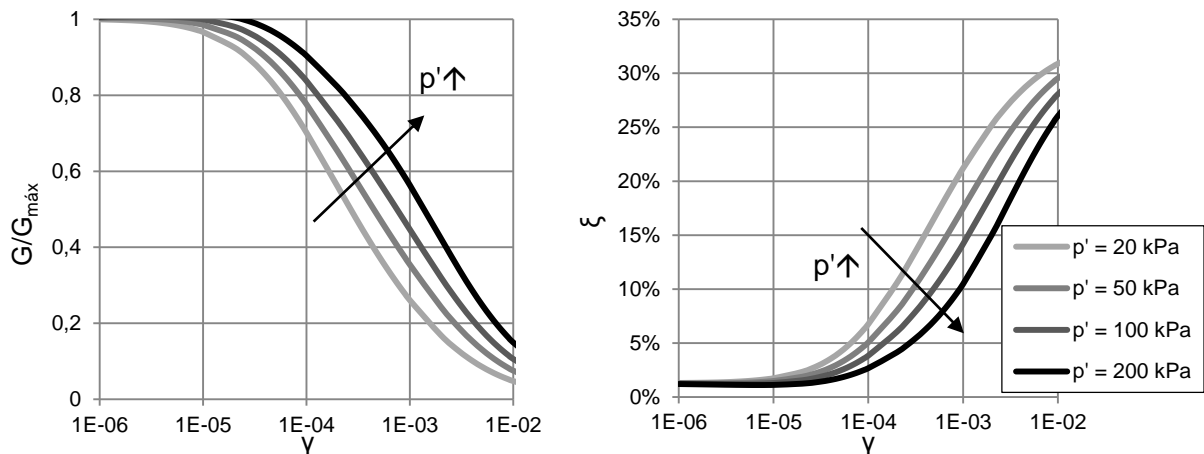 1
0,8
0,6
0,4
0,2
0
G/Gmáx
p'↑
1E-06 1E-05 1E-04 1E-03 1E-02
γ
35%
30%
25%
20%
15%
10%
5%
0%
ξ
p'↑
1E-06 1E-05 1E-04 1E-03 1E-02
γ
p' = 20 kPa
p' = 50 kPa
p' = 100 kPa
p' = 200 kPa